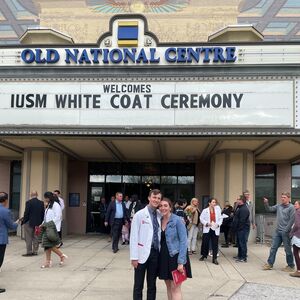 OLD NATIONAL CENTRE
WELCOMES
IUSM WHITE COAT CEREMONY